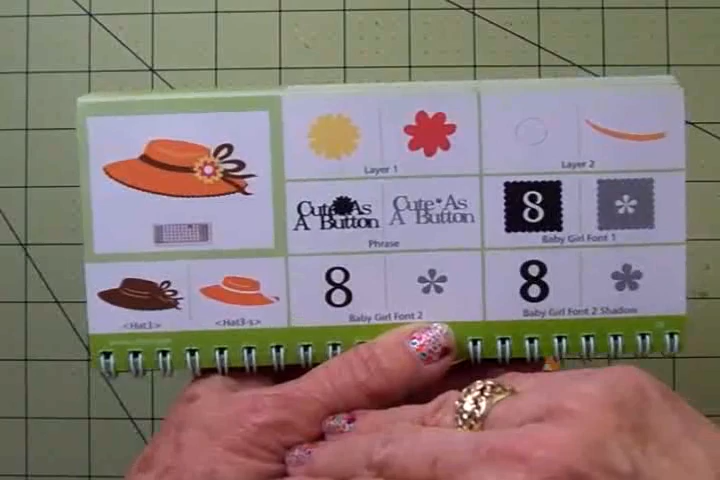 Layer 1
Layer 2
Cute As
A Button
Cute As
A Button
Phrase
8
Baby Girl Font 1
<Hat3>
<Hat3-s>
8
Baby Girl Font 2
8
Baby Girl Font 2 Shadow